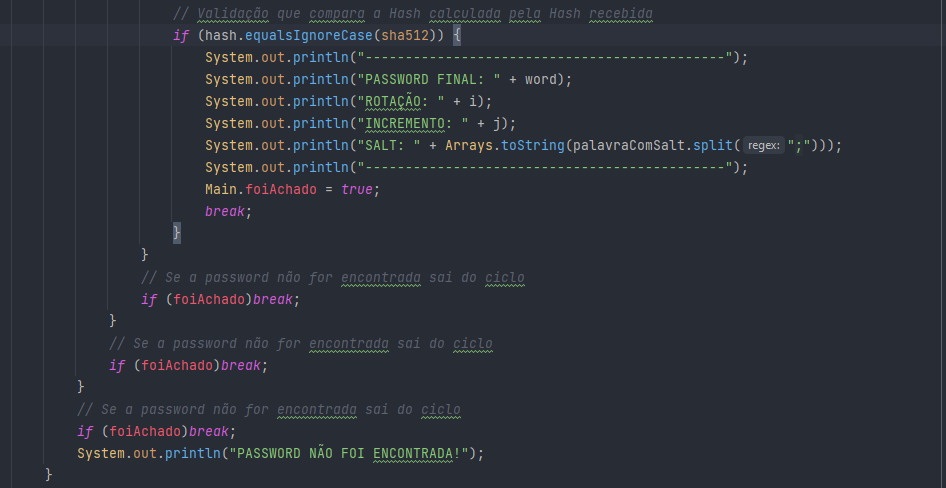 // Validação que compara a Hash calculada pela Hash recebida
if (hash.equalsIgnoreCase(sha512)) {
System.out.println("---------------------------------------------");
System.out.println("PASSWORD FINAL: " + word);
System.out.println("ROTAÇÃO: " + i);
System.out.println("INCREMENTO: " + j);
System.out.println("SALT: " + Arrays.toString(palavraComSalt.split( regex: ";")));
System.out.println("---------------------------------------------");
Main.foiAchado = true;
break;
}
}
// Se a password não for encontrada sai do ciclo
if (foiAchado)break;
}
// Se a password não for encontrada sai do ciclo
if (foiAchado)break;
}
// Se a password não for encontrada sai do ciclo
if (foiAchado)break;
System.out.println("PASSWORD NÃO FOI ENCONTRADA!");
}